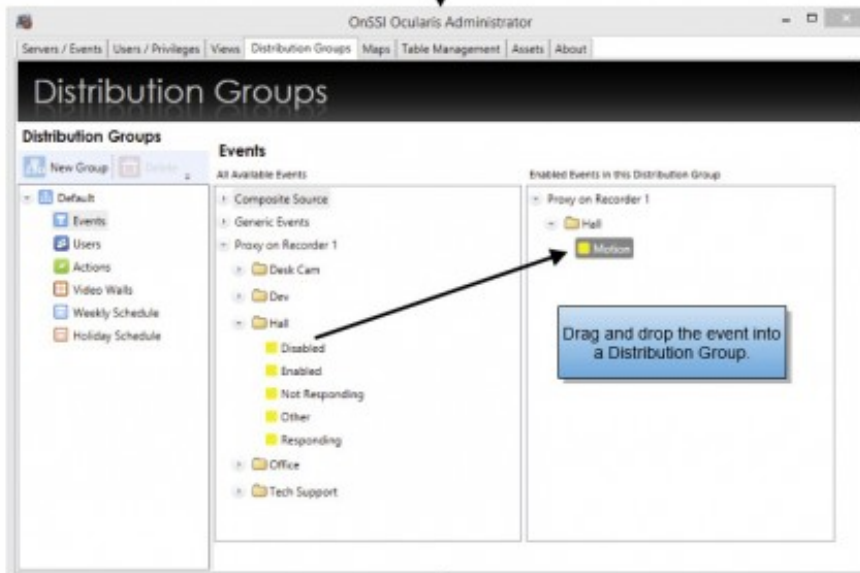 OnSSI Ocularis Administrator
Servers / Events Users / Privileges Views Distribution Groups Maps Table Management Assets About
Distribution Groups
Distribution Groups
New Group Delete
Default
Events
Users
Actions
Video Walls
Weekly Schedule
Holiday Schedule
Events
All Available Events
Composite Source
Generic Events
Proxy on Recorder 1
Desk Cam
Dev
Hall
Disabled
Enabled
Not Responding
Other
Responding
Office
Tech Support
Enabled Events in this Distribution Group
Proxy on Recorder 1
Hall
Motion
Drag and drop the event into
a Distribution Group.